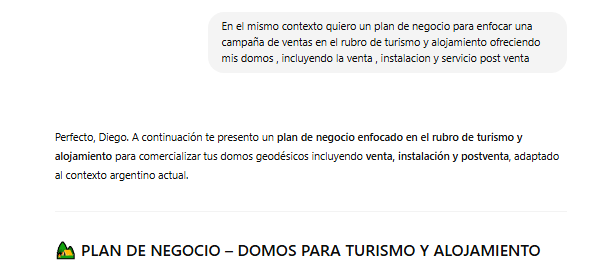 En el mismo contexto quiero un plan de negocio para enfocar una
campaña de ventas en el rubro de turismo y alojamiento ofreciendo
mis domos , incluyendo la venta , instalacion y servicio post venta
Perfecto, Diego. A continuación te presento un plan de negocio enfocado en el rubro de turismo y
alojamiento para comercializar tus domos geodésicos incluyendo venta, instalación y postventa, adaptado
al contexto argentino actual.
🏕️ PLAN DE NEGOCIO – DOMOS PARA TURISMO Y ALOJAMIENTO